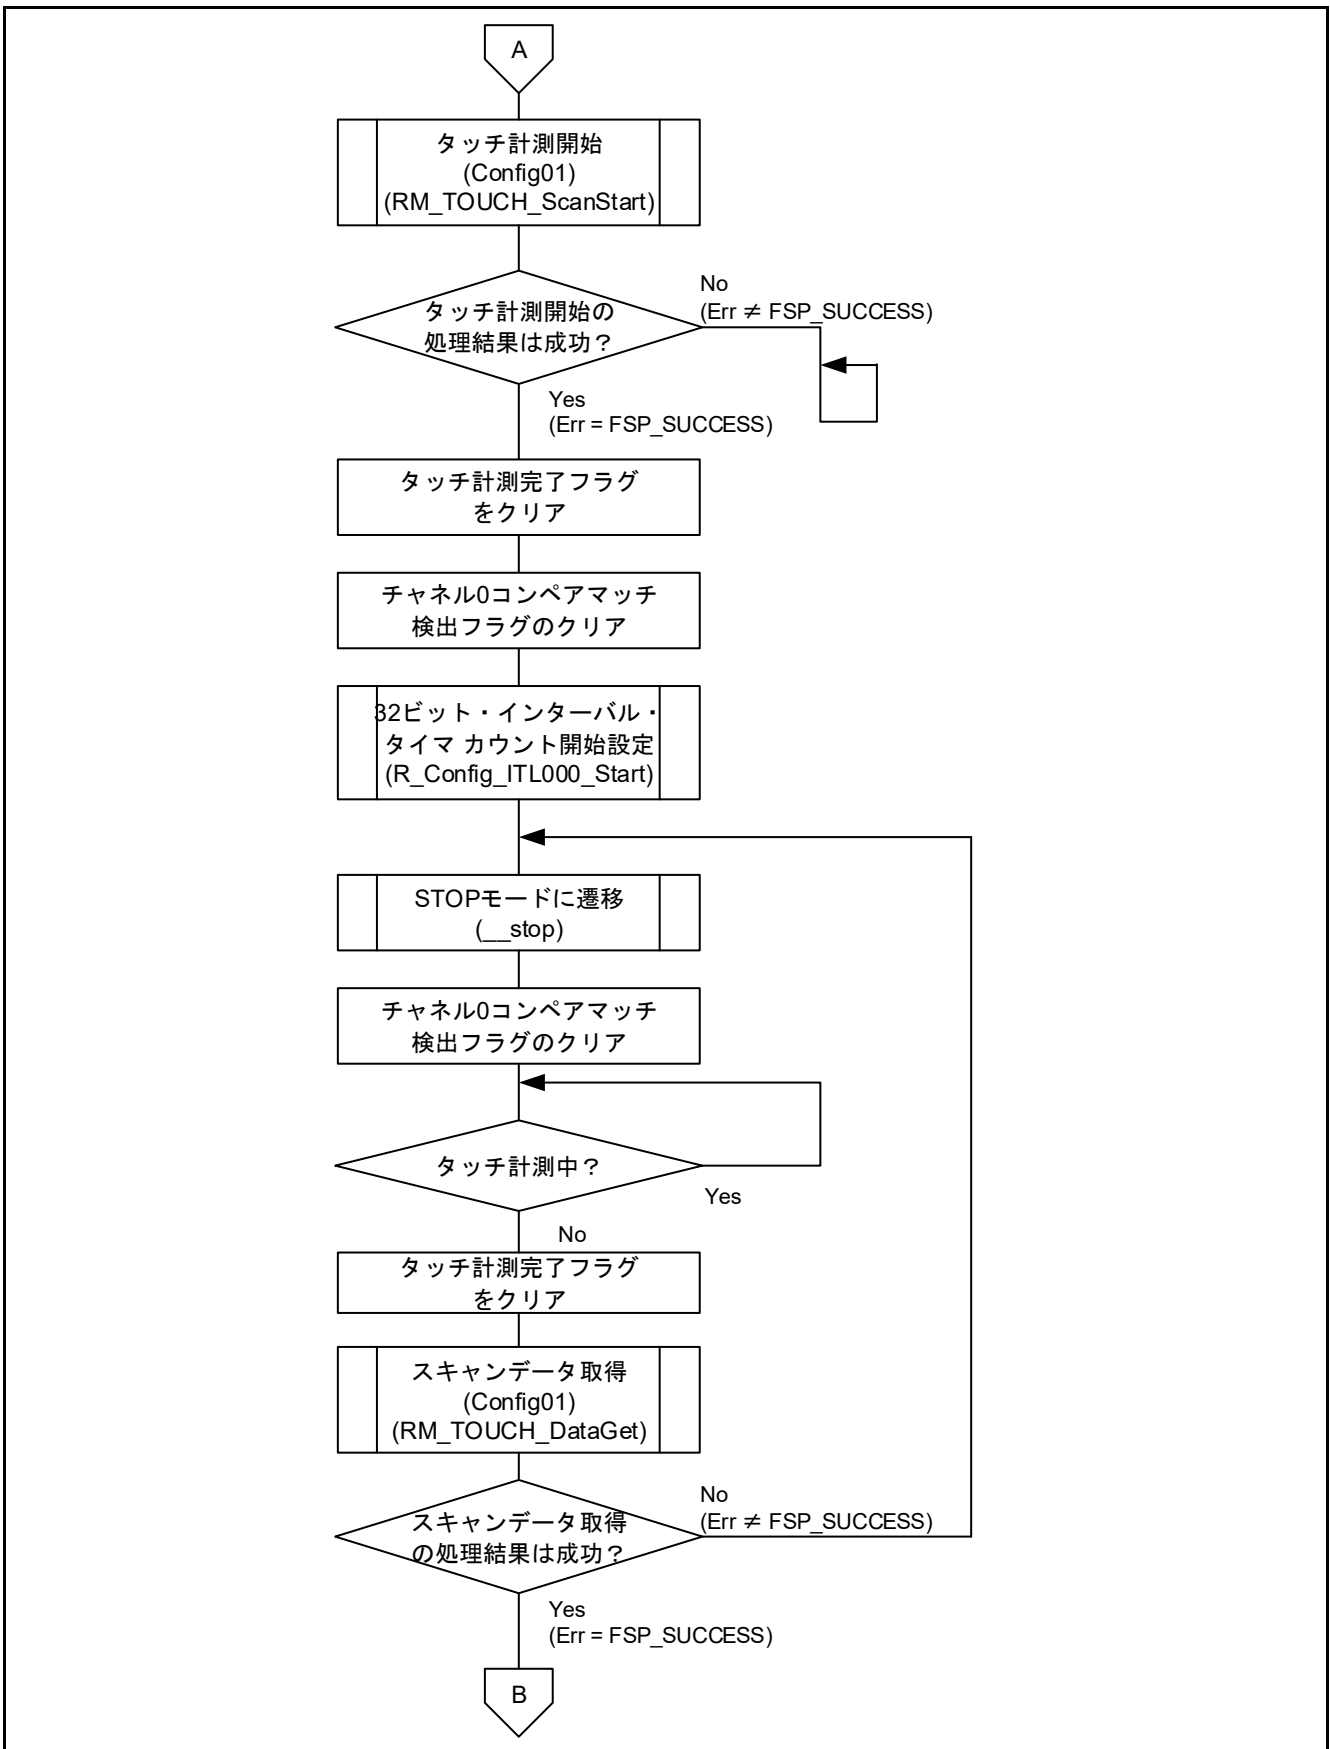 A
タッチ計測開始
(Config01)
(RM_TOUCH_ScanStart)
タッチ計測開始の
処理結果は成功？
No
(Err ≠ FSP_SUCCESS)
Yes
(Err = FSP_SUCCESS)
タッチ計測完了フラグ
をクリア
チャネル0コンペアマッチ
検出フラグのクリア
32ビット・インターバル・
タイマ カウント開始設定
(R_Config_ITL000_Start)
STOPモードに遷移
(__stop)
チャネル0コンペアマッチ
検出フラグのクリア
タッチ計測中？
Yes
No
タッチ計測完了フラグ
をクリア
スキャンデータ取得
(Config01)
(RM_TOUCH_DataGet)
スキャンデータ取得
の処理結果は成功？
No
(Err ≠ FSP_SUCCESS)
Yes
(Err = FSP_SUCCESS)
B